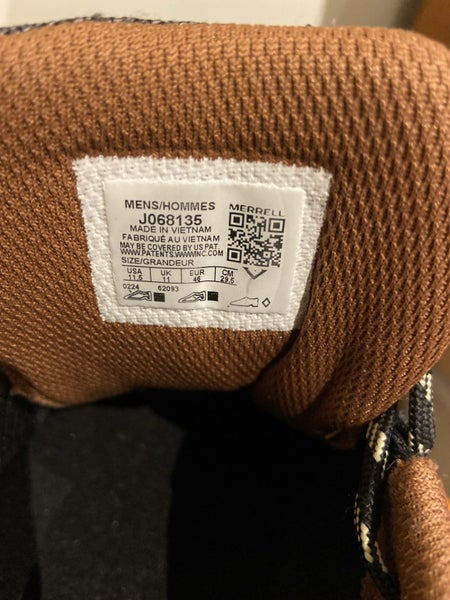 MENS/HOMMES
MERRELL
J068135
MADE IN VIETNAM
FABRIQUÉ AU VIETNAM
MAY BE COVERED BY US PAT.
WWW.PATENTS.WWWINC.COM
SIZE/GRANDEUR
USA UK EUR CM
11.5 11 46 29.5
0224 62093